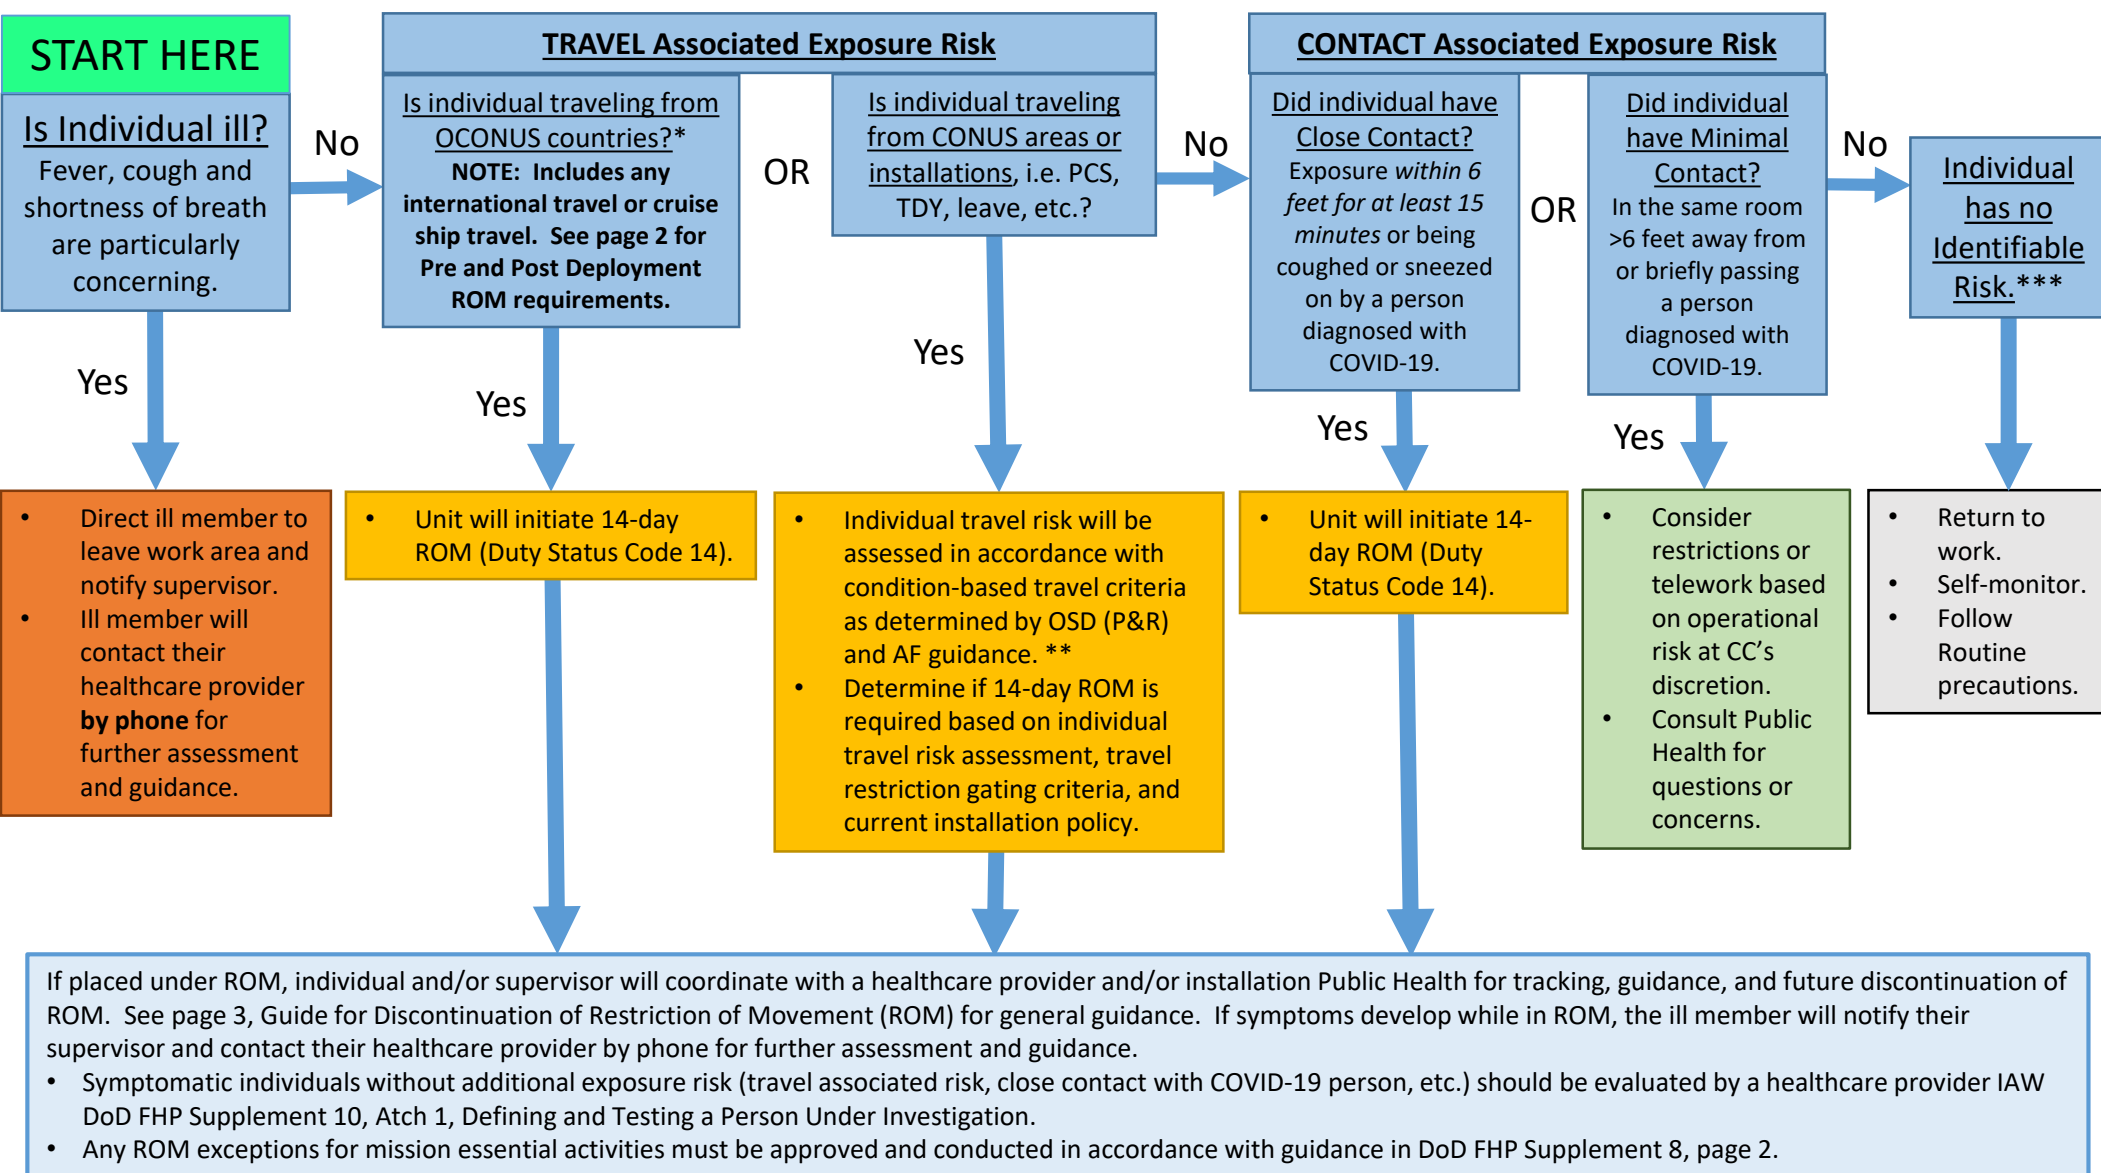 START HERE
Is Individual ill?
Fever, cough and
shortness of breath
are particularly
concerning.
No
Yes
TRAVEL Associated Exposure Risk
Is individual traveling from
OCONUS countries?*
NOTE:  Includes any
international travel or cruise
ship travel.  See page 2 for
Pre and Post Deployment
ROM requirements.
OR
Is individual traveling
from CONUS areas or
installations, i.e. PCS,
TDY, leave, etc.?
Yes
Yes
No
CONTACT Associated Exposure Risk
Did individual have
Close Contact?
Exposure within 6
feet for at least 15
minutes or being
coughed or sneezed
on by a person
diagnosed with
COVID-19.
OR
Did individual
have Minimal
Contact?
In the same room
>6 feet away from
or briefly passing
a person
diagnosed with
COVID-19.
Yes
Yes
No
Individual
has no
Identifiable
Risk.***
• Direct ill member to
leave work area and
notify supervisor.
• Ill member will
contact their
healthcare provider
by phone for
further assessment
and guidance.
• Unit will initiate 14-day
ROM (Duty Status Code 14).
• Individual travel risk will be
assessed in accordance with
condition-based travel criteria
as determined by OSD (P&R)
and AF guidance. **
• Determine if 14-day ROM is
required based on individual
travel risk assessment, travel
restriction gating criteria, and
current installation policy.
• Unit will initiate 14-
day ROM (Duty
Status Code 14).
• Consider
restrictions or
telework based
on operational
risk at CC's
discretion.
• Consult Public
Health for
questions or
concerns.
• Return to
work.
• Self-monitor.
• Follow
Routine
precautions.
If placed under ROM, individual and/or supervisor will coordinate with a healthcare provider and/or installation Public Health for tracking, guidance, and future discontinuation of
ROM.  See page 3, Guide for Discontinuation of Restriction of Movement (ROM) for general guidance.  If symptoms develop while in ROM, the ill member will notify their
supervisor and contact their healthcare provider by phone for further assessment and guidance.
• Symptomatic individuals without additional exposure risk (travel associated risk, close contact with COVID-19 person, etc.) should be evaluated by a healthcare provider IAW
DoD FHP Supplement 10, Atch 1, Defining and Testing a Person Under Investigation.
• Any ROM exceptions for mission essential activities must be approved and conducted in accordance with guidance in DoD FHP Supplement 8, page 2.